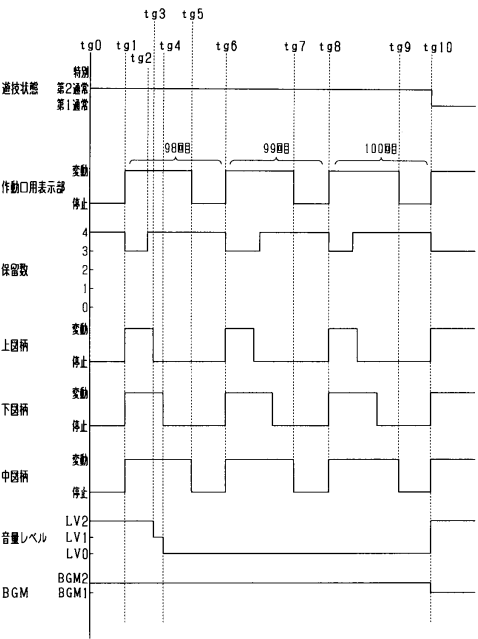 tg3 tg5
tg0 tg1 tg4 tg6 tg7 tg8 tg9 tg10
tg2
遊技状態
特別
第2通常
第1通常
98回目 99回目 100回目
作動口用表示部
変動
停止
保留数
4
3
2
1
0
上図柄
変動
停止
下図柄
変動
停止
中図柄
変動
停止
音量レベル
LV2
LV1
LV0
BGM
BGM2
BGM1